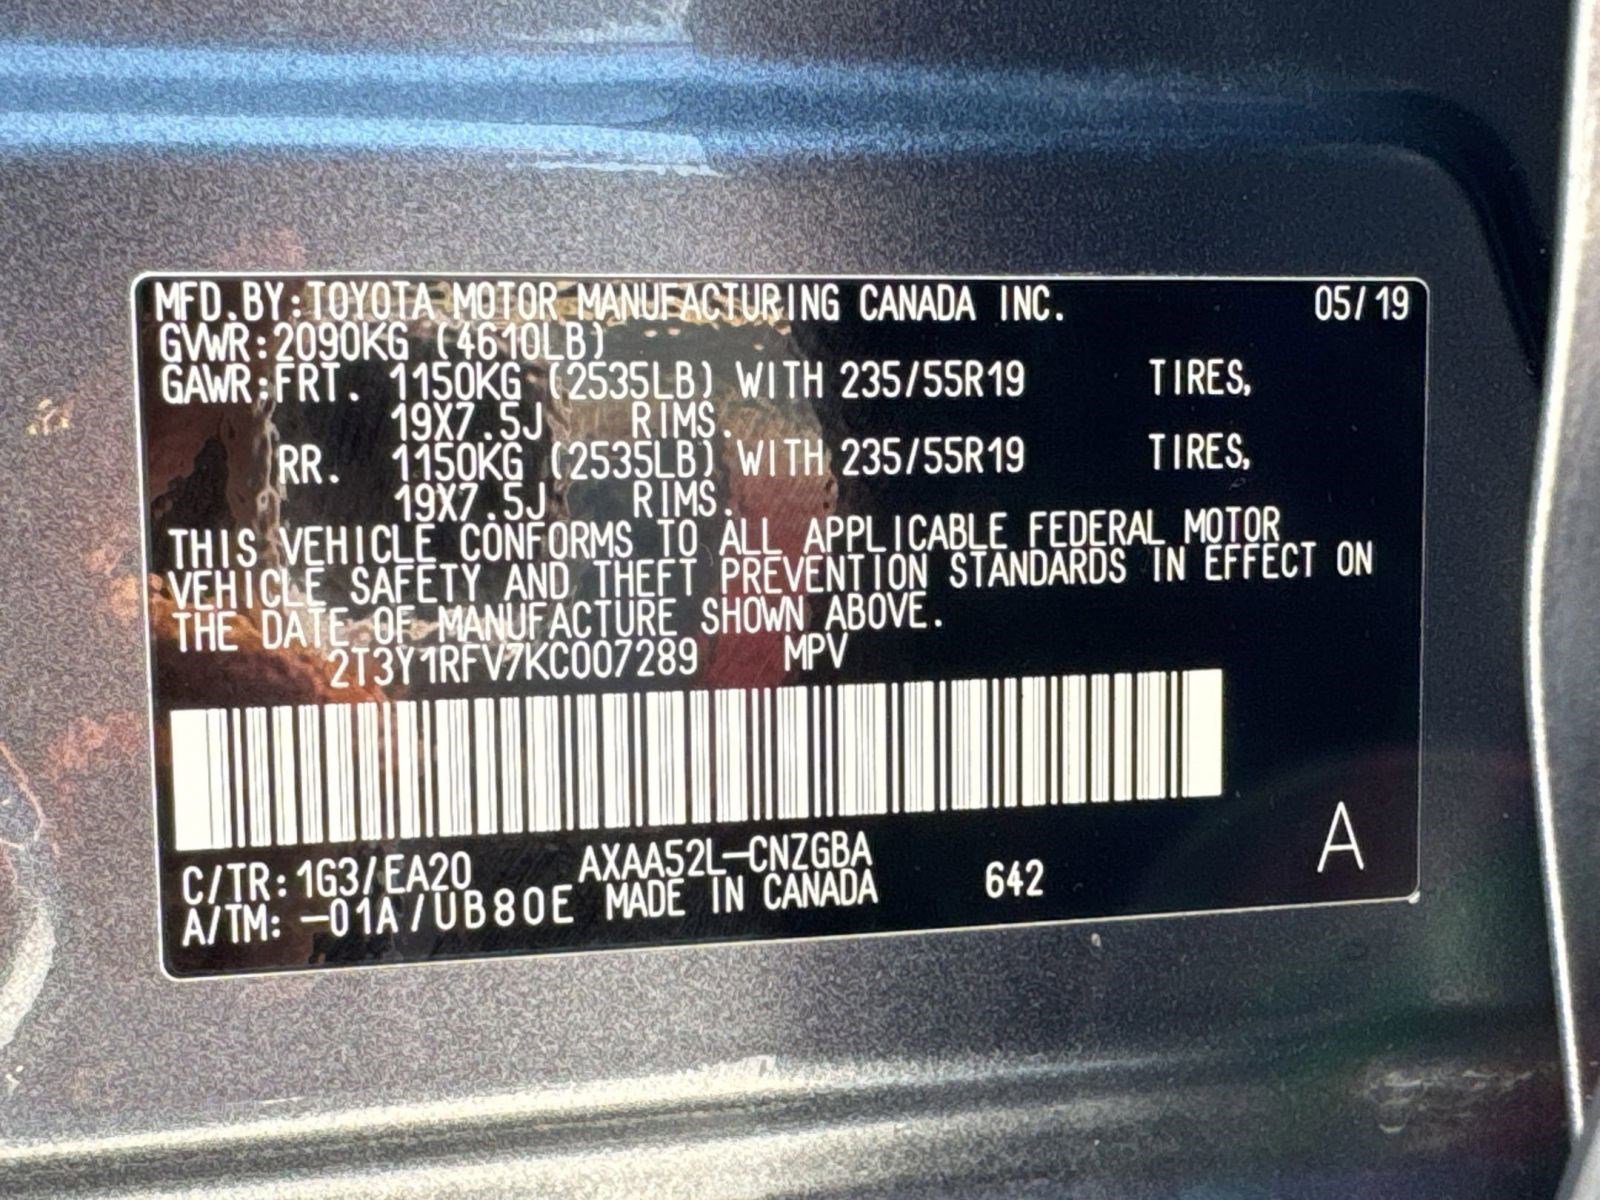 MFD.BY:TOYOTA MOTOR MANUFACTURING CANADA INC. 05/19
GVWR:2090KG (4610LB)
GAWR:FRT. 1150KG (2535LB) WITH 235/55R19 TIRES,
19X7.5J RIMS.
RR. 1150KG (2535LB) WITH 235/55R19 TIRES,
19X7.5J RIMS.
THIS VEHICLE CONFORMS TO ALL APPLICABLE FEDERAL MOTOR
VEHICLE SAFETY AND THEFT PREVENTION STANDARDS IN EFFECT ON
THE DATE OF MANUFACTURE SHOWN ABOVE.
2T3Y1RFV7KC007289 MPV
C/TR:1G3/EA20 AXAA52L-CNZGBA
A/TM:-01A/UB80E MADE IN CANADA 642 A